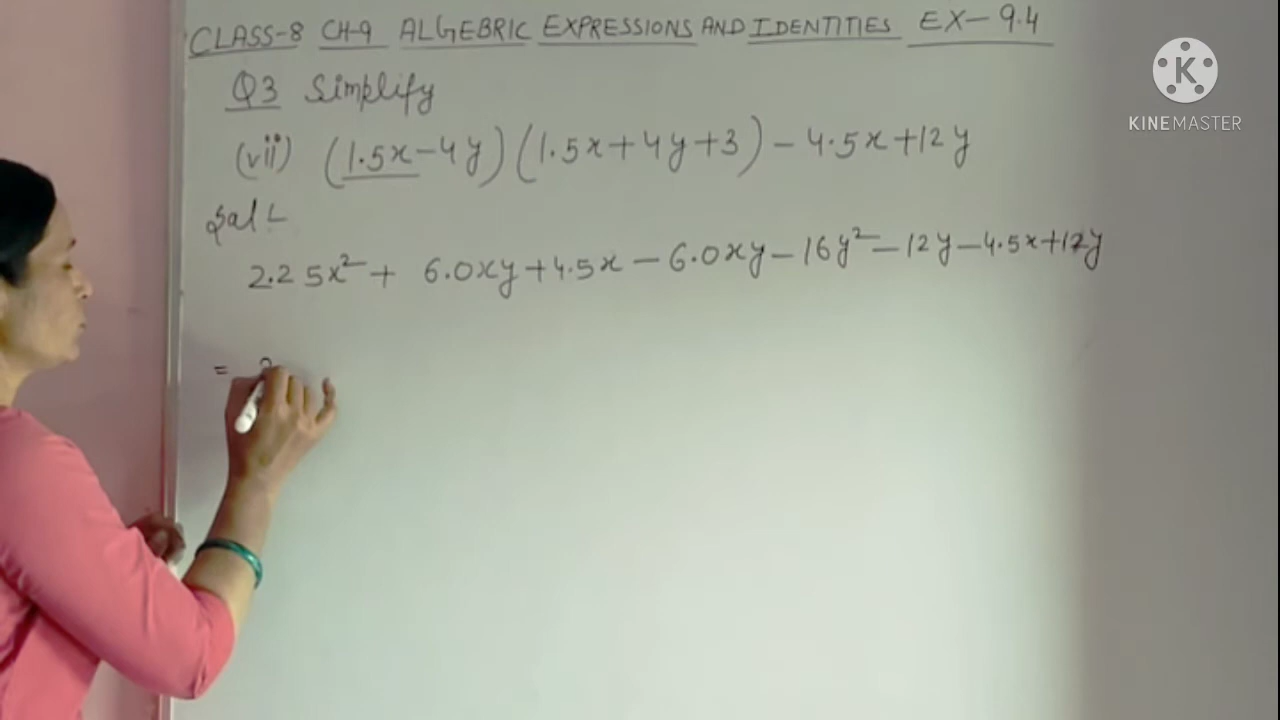 CLASS-8 CH-9 ALGEBRIC EXPRESSIONS AND IDENTITIES EX-9.4
Q3 Simplify
(vii) (1.5x-4y)(1.5x+4y+3)-4.5x+12y
Sol:-
2.25x²+ 6.0xy+4.5x-6.0xy-16y²-12y-4.5x+12y
= 2
K
KINEMASTER